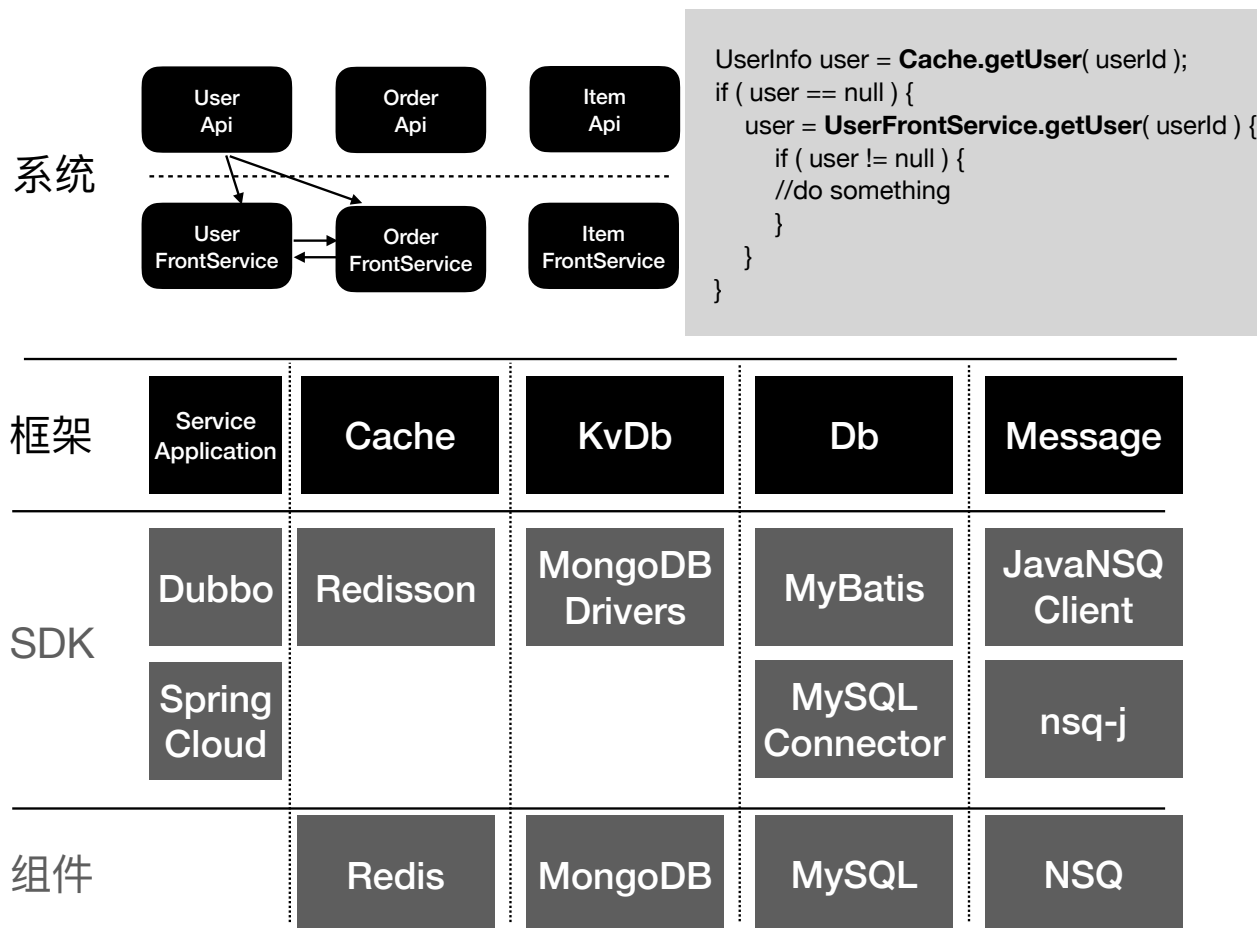 User
Api
Order
Api
Item
Api
系统
User
FrontService
Order
FrontService
Item
FrontService
UserInfo user = Cache.getUser( userId );
if ( user == null ) {
user = UserFrontService.getUser( userId ) {
if ( user != null ) {
//do something
}
}
}
框架
Service
Application
Cache
KvDb
Db
Message
SDK
Dubbo
Redisson
MongoDB
Drivers
MyBatis
JavaNSQ
Client
Spring
Cloud
MySQL
Connector
nsq-j
组件
Redis
MongoDB
MySQL
NSQ